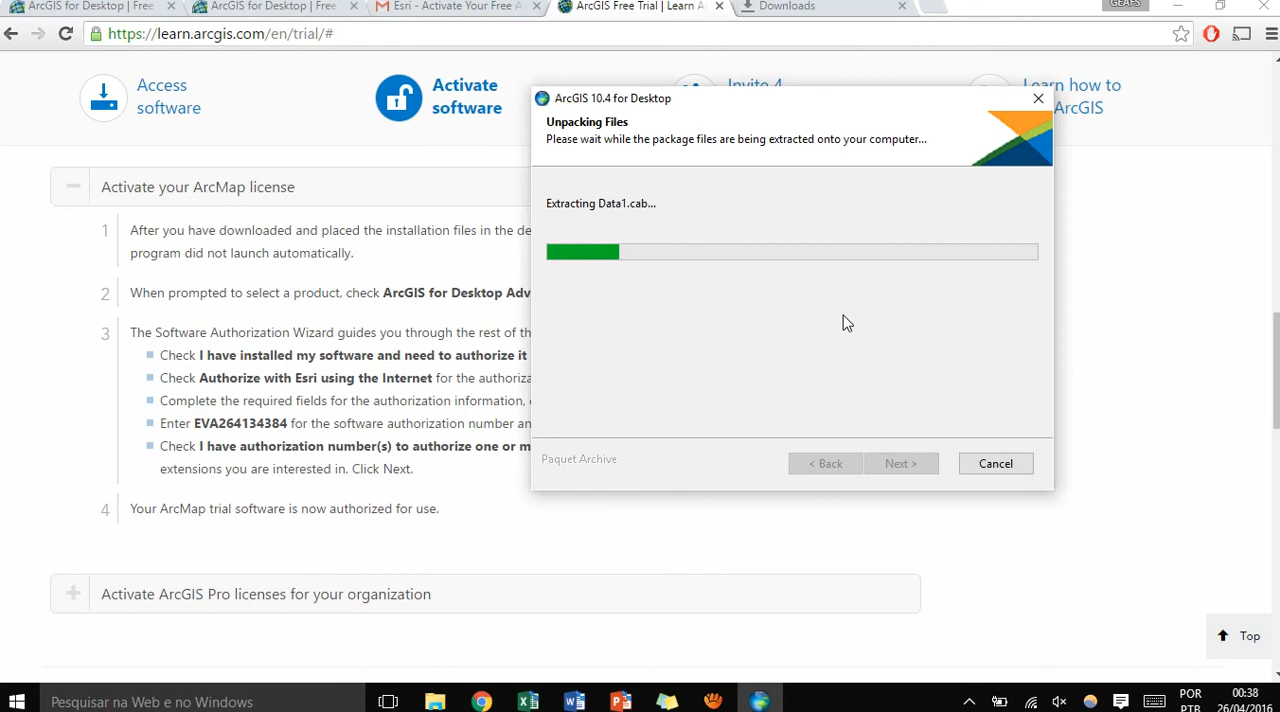 ArcGIS for Desktop | Free
ArcGIS for Desktop | Free
Esri - Activate Your Free A
ArcGIS Free Trial | Learn A
Downloads
GEAFS
https://learn.arcgis.com/en/trial/#
Access
software
Activate
software
Invite 4
Learn how to
ArcGIS
Activate your ArcMap license
1 After you have downloaded and placed the installation files in the de
program did not launch automatically.
2 When prompted to select a product, check ArcGIS for Desktop Adv
3 The Software Authorization Wizard guides you through the rest of th
Check I have installed my software and need to authorize it
Check Authorize with Esri using the Internet for the authoriza
Complete the required fields for the authorization information,
Enter EVA264134384 for the software authorization number an
Check I have authorization number(s) to authorize one or m
extensions you are interested in. Click Next.
4 Your ArcMap trial software is now authorized for use.
Activate ArcGIS Pro licenses for your organization
Top
ArcGIS 10.4 for Desktop
Unpacking Files
Please wait while the package files are being extracted onto your computer...
Extracting Data1.cab...
Paquet Archive
< Back
Next >
Cancel
Pesquisar na Web e no Windows
POR
PTB
00:38
26/04/2016